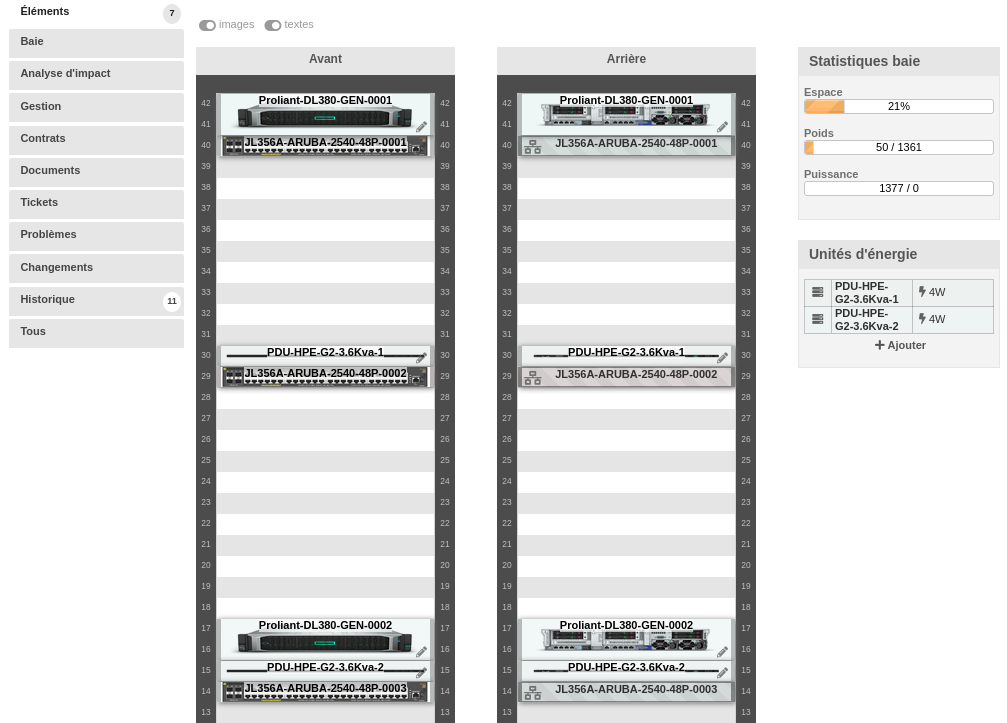 Éléments 7
Baie
Analyse d'impact
Gestion
Contrats
Documents
Tickets
Problèmes
Changements
Historique 11
Tous
images textes
Avant
42 Proliant-DL380-GEN-0001 42
41 41
40 JL356A-ARUBA-2540-48P-0001 40
39 39
38 38
37 37
36 36
35 35
34 34
33 33
32 32
31 31
30 PDU-HPE-G2-3.6Kva-1 30
29 JL356A-ARUBA-2540-48P-0002 29
28 28
27 27
26 26
25 25
24 24
23 23
22 22
21 21
20 20
19 19
18 18
17 Proliant-DL380-GEN-0002 17
16 16
15 PDU-HPE-G2-3.6Kva-2 15
14 JL356A-ARUBA-2540-48P-0003 14
13 13
Arrière
42 Proliant-DL380-GEN-0001 42
41 41
40 JL356A-ARUBA-2540-48P-0001 40
39 39
38 38
37 37
36 36
35 35
34 34
33 33
32 32
31 31
30 PDU-HPE-G2-3.6Kva-1 30
29 JL356A-ARUBA-2540-48P-0002 29
28 28
27 27
26 26
25 25
24 24
23 23
22 22
21 21
20 20
19 19
18 18
17 Proliant-DL380-GEN-0002 17
16 16
15 PDU-HPE-G2-3.6Kva-2 15
14 JL356A-ARUBA-2540-48P-0003 14
13 13
Statistiques baie
Espace
21%
Poids
50 / 1361
Puissance
1377 / 0
Unités d'énergie
PDU-HPE-
G2-3.6Kva-1 4W
PDU-HPE-
G2-3.6Kva-2 4W
Ajouter